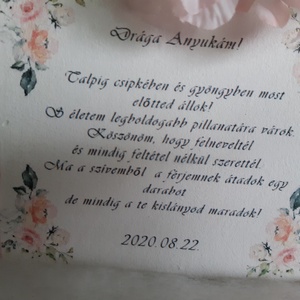 Drága Anyukám!
Talpig csipkében és gyöngyben most
előtted állok!
S életem legboldogabb pillanatára várok
Köszönöm, hogy felneveltél
és mindig feltétel nélkül szerettél.
Ma a szívemből a férjemnek átadok egy
darabot
de mindig a te kislányod maradok!
2020.08.22.